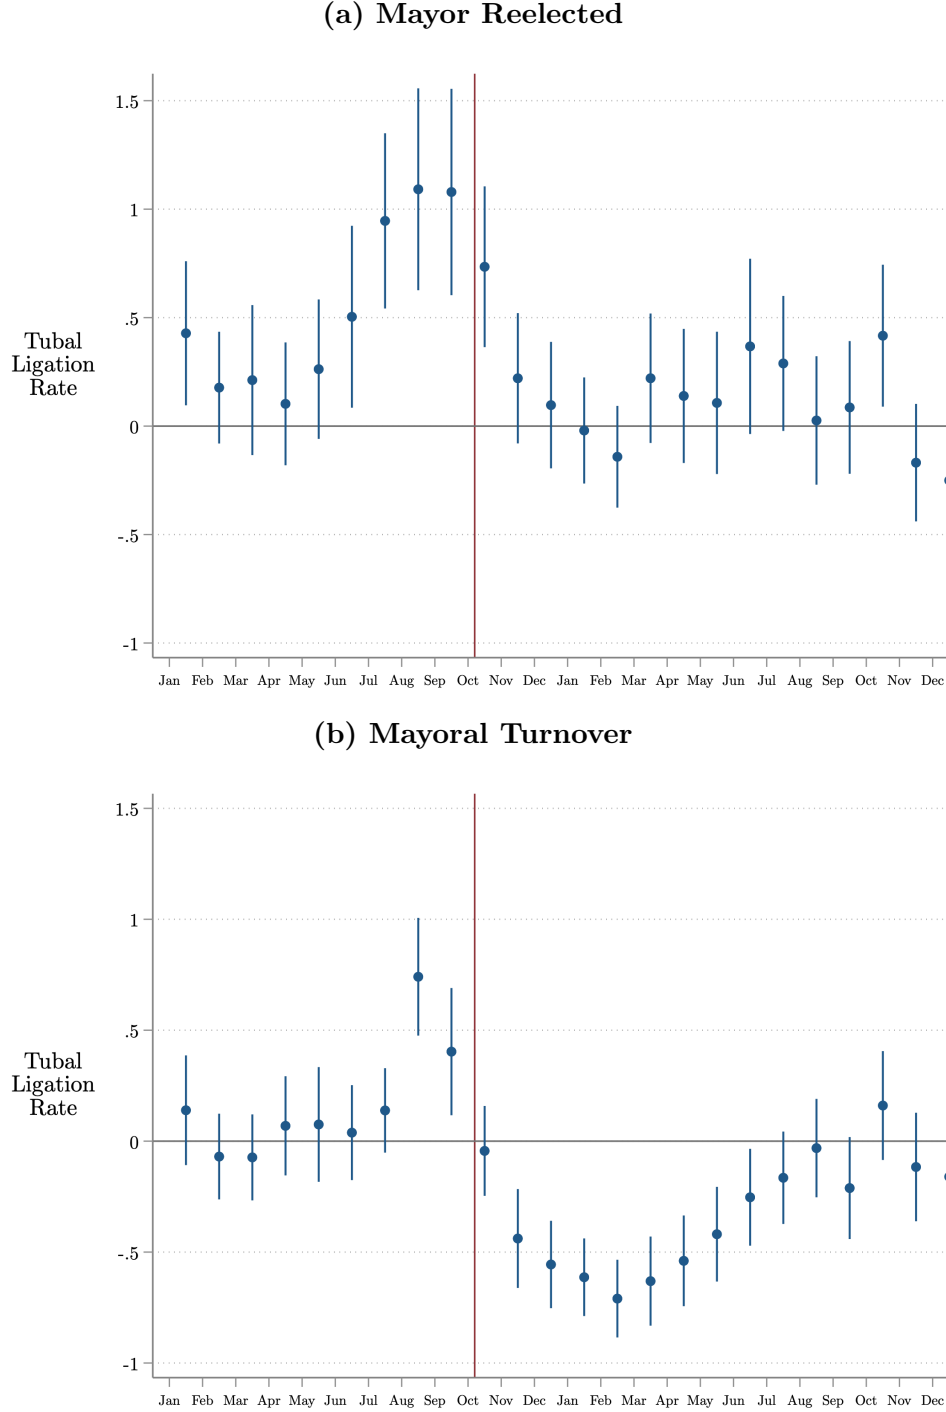 (a) Mayor Reelected
1.5
1
.5
Tubal
Ligation
Rate
0
-.5
-1
Jan Feb Mar Apr May Jun Jul Aug Sep Oct Nov Dec Jan Feb Mar Apr May Jun Jul Aug Sep Oct Nov Dec
(b) Mayoral Turnover
1.5
1
.5
Tubal
Ligation
Rate
0
-.5
-1
Jan Feb Mar Apr May Jun Jul Aug Sep Oct Nov Dec Jan Feb Mar Apr May Jun Jul Aug Sep Oct Nov Dec